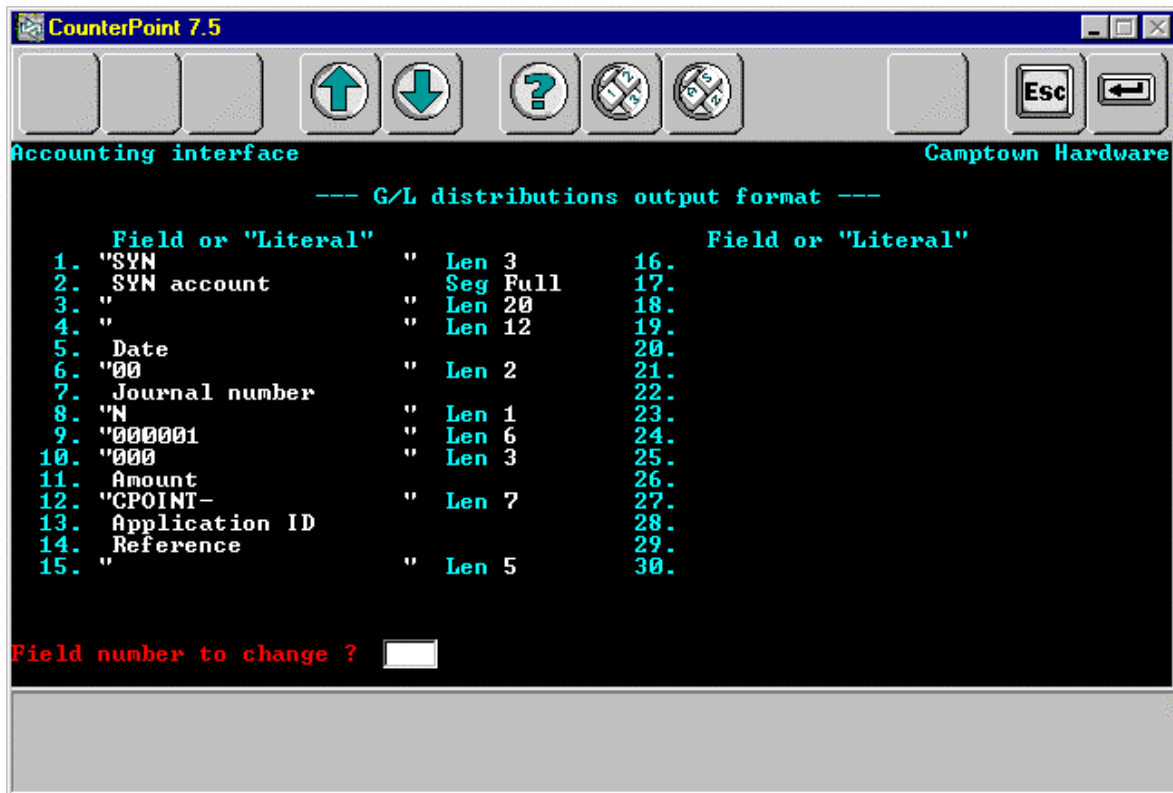 CounterPoint 7.5
Esc
Accounting interface Camptown Hardware
--- G/L distributions output format ---
Field or "Literal" Field or "Literal"
1. "SYN " Len 3 16.
2. SYN account Seg Full 17.
3. " " Len 20 18.
4. " " Len 12 19.
5. Date 20.
6. "00 " Len 2 21.
7. Journal number 22.
8. "N " Len 1 23.
9. "000001 " Len 6 24.
10. "000 " Len 3 25.
11. Amount 26.
12. "CPOINT- " Len 7 27.
13. Application ID 28.
14. Reference 29.
15. " " Len 5 30.
Field number to change ?